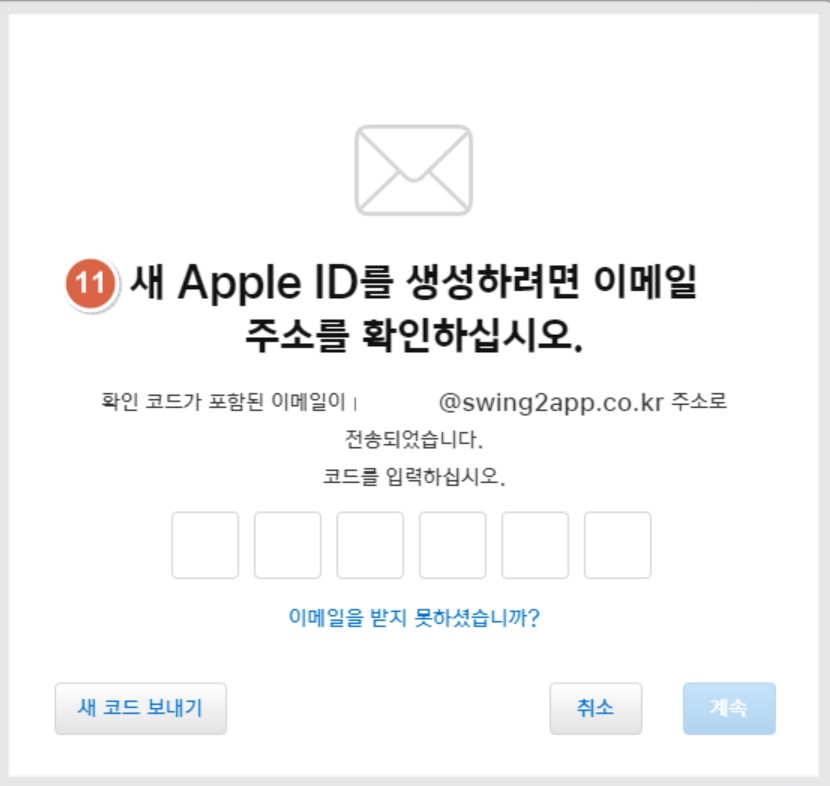 11 새 Apple ID를 생성하려면 이메일
주소를 확인하십시오.
확인 코드가 포함된 이메일이 @swing2app.co.kr 주소로
전송되었습니다.
코드를 입력하십시오.
이메일을 받지 못하셨습니까?
새 코드 보내기 취소 계속